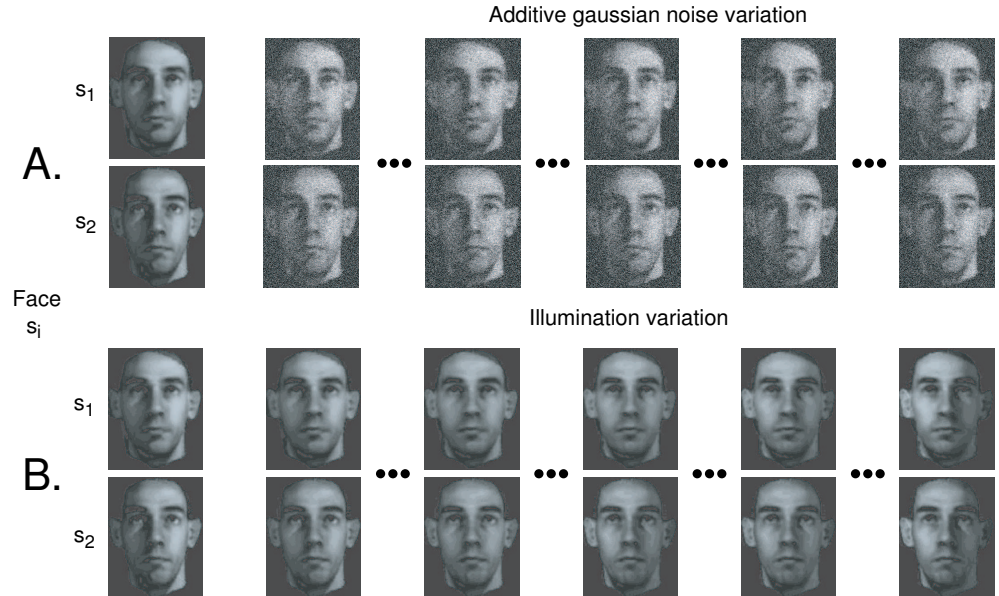 Additive gaussian noise variation
s1
A.
s2
Face
si
Illumination variation
s1
B.
s2